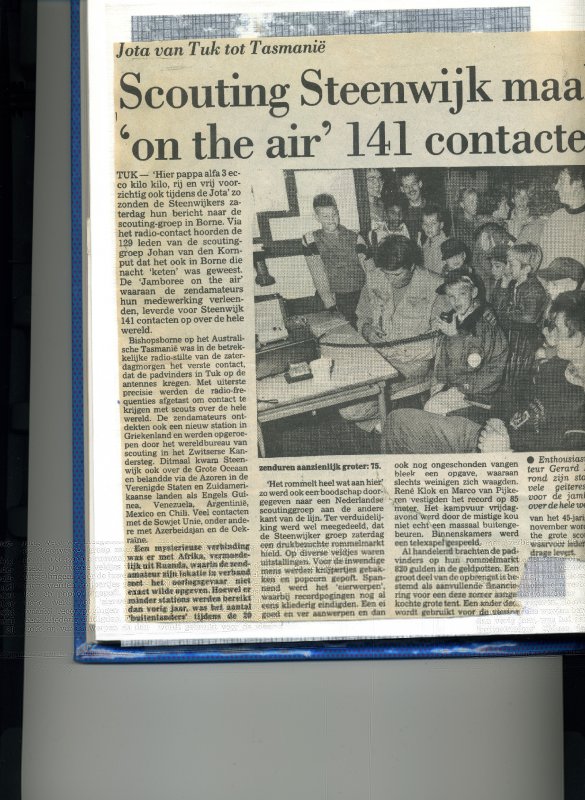 Jota van Tuk tot Tasmanië
Scouting Steenwijk maa
'on the air' 141 contacte
TUK — 'Hier pappa alfa 3 ec-
co kilo kilo, rij en vrij voor-
zichtig ook tijdens de Jota' zo
zonden de Steenwijkers za-
terdag hun bericht naar de
scouting-groep in Borne. Via
het radio-contact hoorden de
129 leden van de scouting-
groep Johan van den Korn-
put dat het ook in Borne die
nacht 'keten' was geweest.
De 'Jamboree on the air'
waaraan de zendamateurs
hun medewerking verleen-
den, leverde voor Steenwijk
141 contacten op over de hele
wereld.
Bishopsborne op het Australi-
sche Tasmanië was in de betrek-
kelijke radio-stilte van de zater-
dagmorgen het verste contact,
dat de padvinders in Tuk op de
antennes kregen. Met uiterste
precisie werden de radio-fre-
quenties afgetast om contact te
krijgen met scouts over de hele
wereld. De zendamateurs ont-
dekten ook een nieuw station in
Griekenland en werden opgeroe-
pen door het wereldbureau van
scouting in het Zwitserse Kan-
dersteg. Ditmaal kwam Steen-
wijk ook over de Grote Oceaan
en belandde via de Azoren in de
Verenigde Staten en Zuidameri-
kaanse landen als Engels Gui-
nea, Venezuela, Argentinië,
Mexico en Chili. Veel contacten
met de Sowjet Unie, onder ande-
re met Azerbeidsjan en de Oek-
raïne.
Een mysterieuze verbinding
was er met Afrika, vermoede-
lijk uit Ruanda, waarin de zend-
amateur zijn lokatie in verband
met het oorlogsgevaar niet
exact wilde opgeven. Hoewel er
minder stations werden bereikt
dan vorig jaar, was het aantal
'buitenlanders' tijdens de 20
zenduren aanzienlijk groter: 75.
'Het rommelt heel wat aan hier'
zo werd ook een boodschap door-
gegeven naar een Nederlandse
scoutinggroep aan de andere
kant van de lijn. Ter verduidelij-
king werd wel meegedeeld, dat
de Steenwijker groep zaterdag
een drukbezochte rommelmarkt
hield. Op diverse veldjes waren
uitstallingen. Voor de inwendige
mens werden kniepertjes gebak-
ken en popcorn gepoft. Span-
nend werd het 'eierwerpen',
waarbij recordpogingen nog al
eens kliederig eindigden. Een ei
goed en ver aanwerpen en dan
ook nog ongeschonden vangen
bleek een opgave, waaraan
slechts weinigen zich waagden.
René Klok en Marco van Pijke-
ren vestigden het record op 85
meter. Het kampvuur vrijdag-
avond werd door de mistige kou
niet echt een massaal buitenge-
beuren. Binnenskamers werd
een telexspel gespeeld.
Al handelend brachten de pad-
vinders op hun rommelmarkt
820 gulden in de geldpotten. Een
groot deel van de opbrengst is be-
stemd als aanvullende financie-
ring voor een deze zomer aange-
kochte grote tent. Een ander deel
wordt gebruikt voor de
● Enthousias
teur Gerard
rond zijn sta
vele geïntere
voor de jam
over de hele w
van het 45-jari
november wor
the grote sco
waarvoor ieder
drage levert.